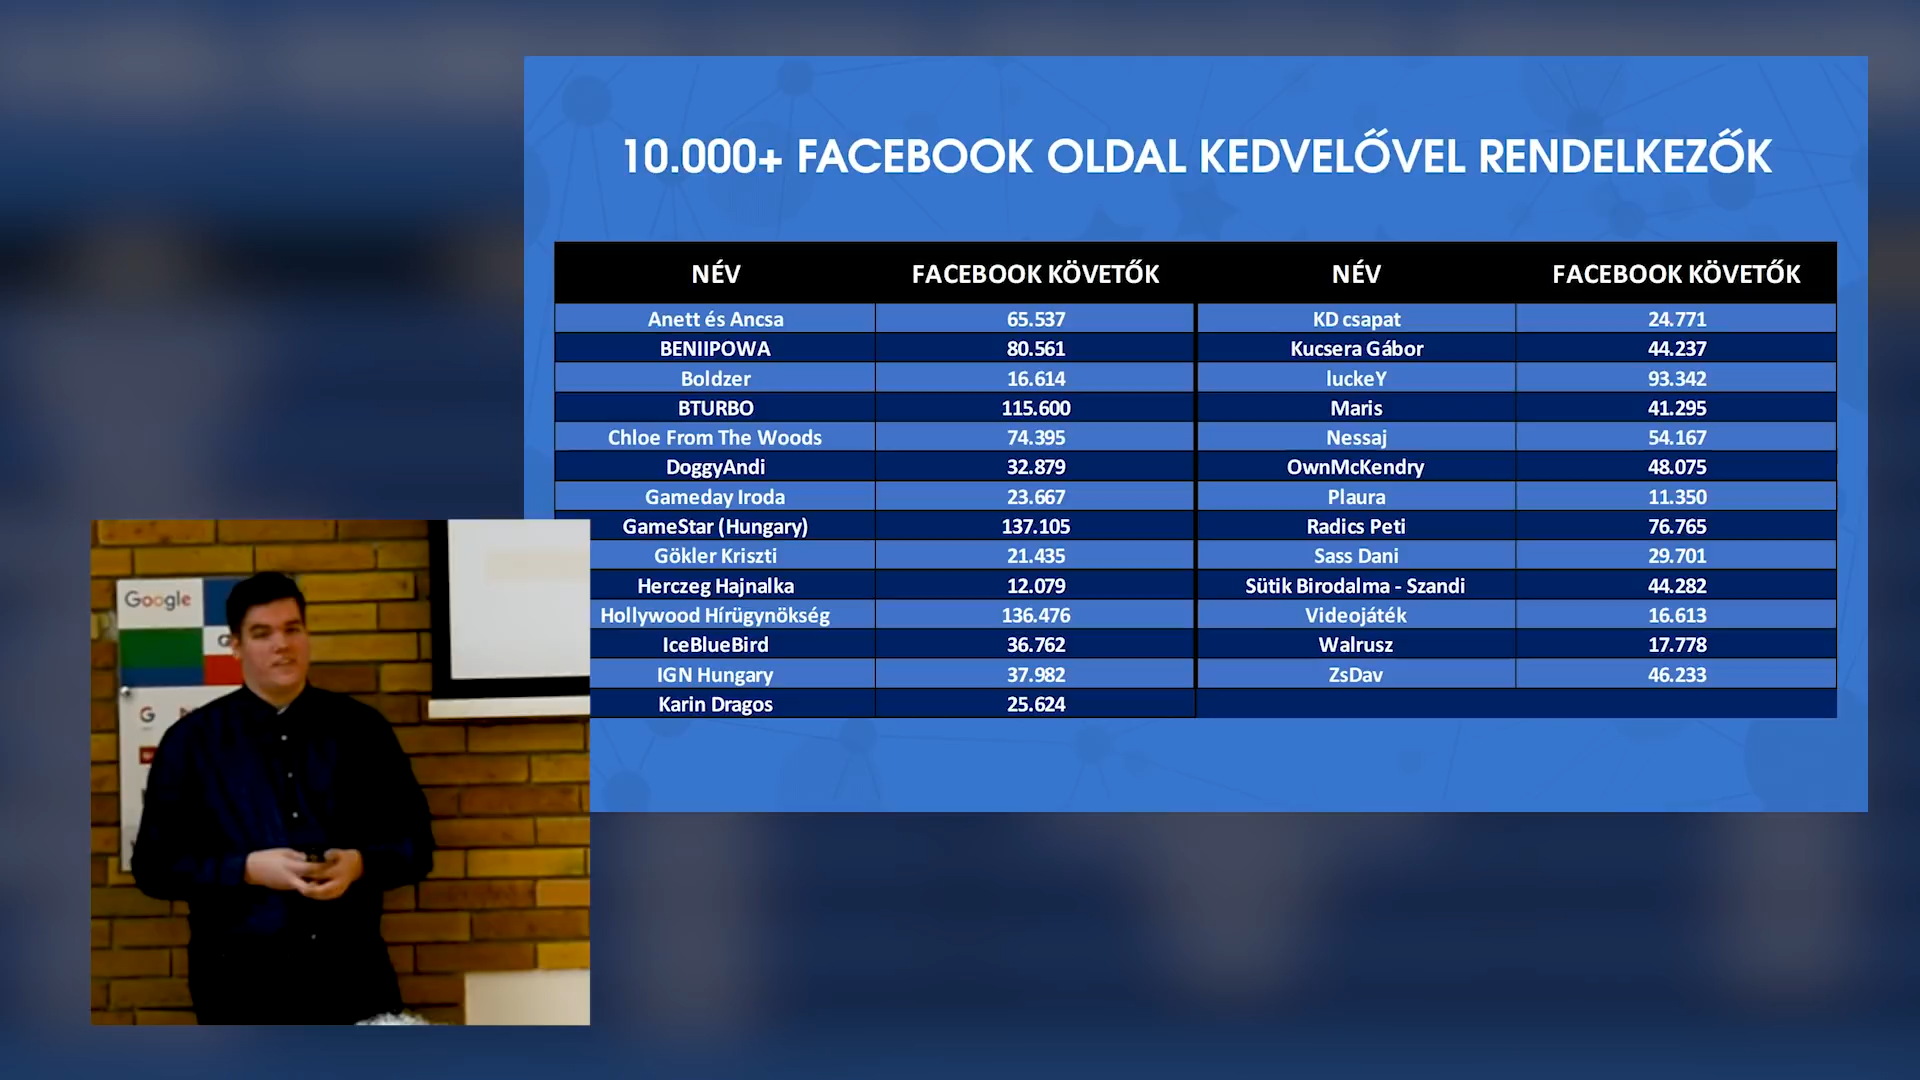 10.000+ FACEBOOK OLDAL KEDVELŐVEL RENDELKEZŐK
NÉV FACEBOOK KÖVETŐK NÉV FACEBOOK KÖVETŐK
Anett és Ancsa 65.537 KD csapat 24.771
BENIIPOWA 80.561 Kucsera Gábor 44.237
Boldzer 16.614 luckeY 93.342
BTURBO 115.600 Maris 41.295
Chloe From The Woods 74.395 Nessaj 54.167
DoggyAndi 32.879 OwnMcKendry 48.075
Gameday Iroda 23.667 Plaura 11.350
GameStar (Hungary) 137.105 Radics Peti 76.765
Gökler Kriszti 21.435 Sass Dani 29.701
Herczeg Hajnalka 12.079 Sütik Birodalma - Szandi 44.282
Hollywood Hírügynökség 136.476 Videojáték 16.613
IceBlueBird 36.762 Walrusz 17.778
IGN Hungary 37.982 ZsDav 46.233
Karin Dragos 25.624
Google
G